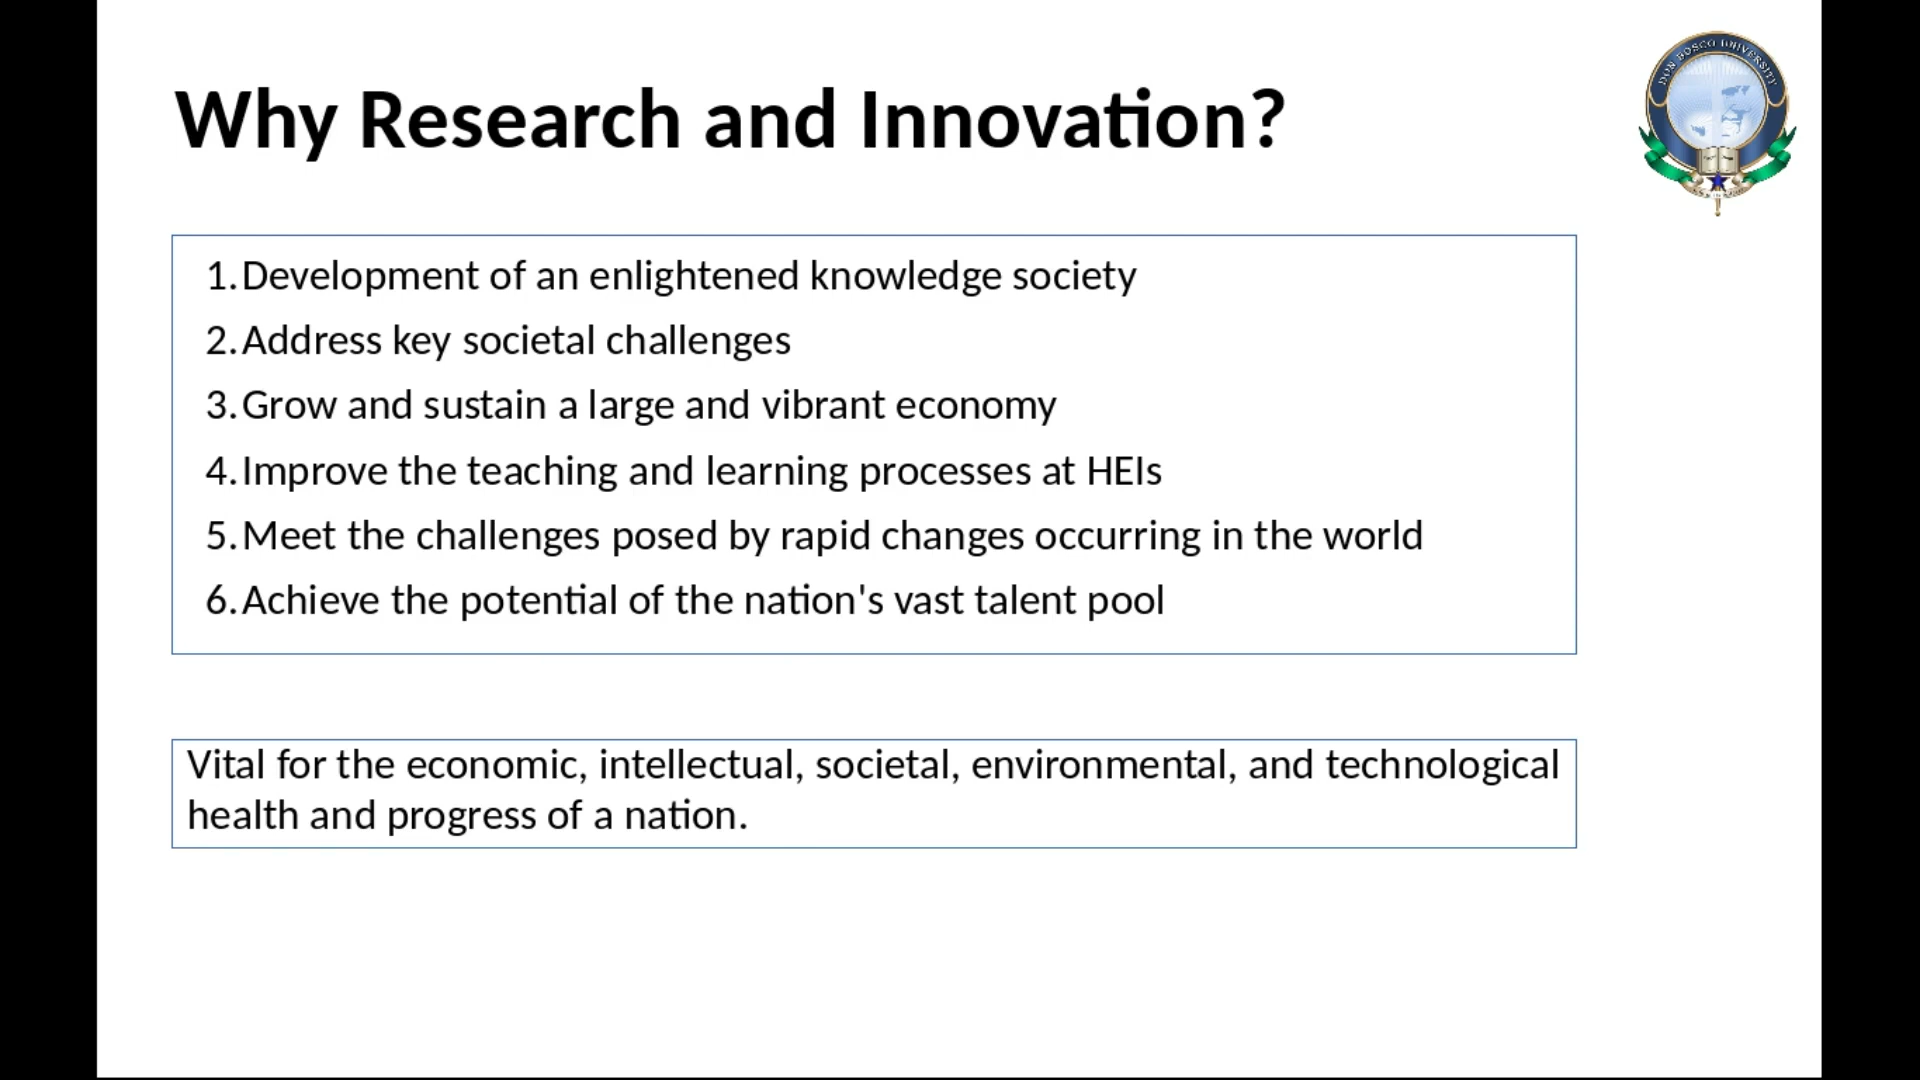 Why Research and Innovation?
DON BOSCO UNIVERSITY
1.Development of an enlightened knowledge society
2.Address key societal challenges
3.Grow and sustain a large and vibrant economy
4.Improve the teaching and learning processes at HEIs
5.Meet the challenges posed by rapid changes occurring in the world
6.Achieve the potential of the nation's vast talent pool
Vital for the economic, intellectual, societal, environmental, and technological
health and progress of a nation.